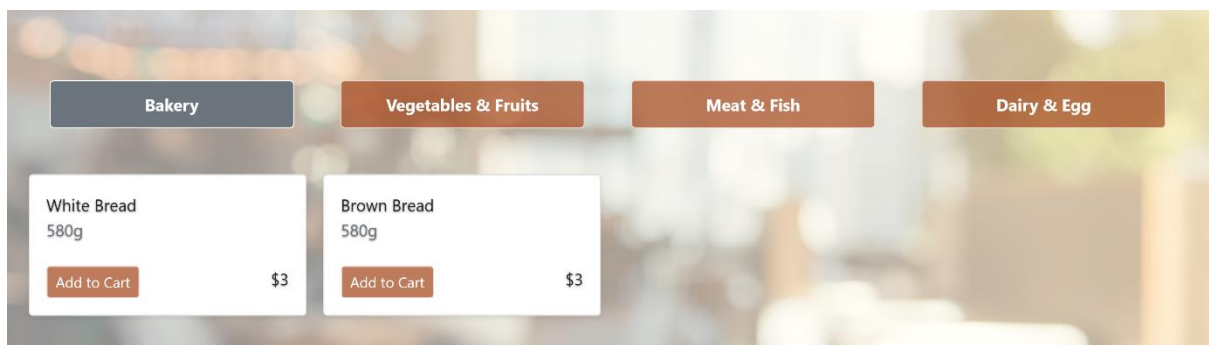 Bakery
Vegetables & Fruits
Meat & Fish
Dairy & Egg
White Bread
580g
Add to Cart
$3
Brown Bread
580g
Add to Cart
$3